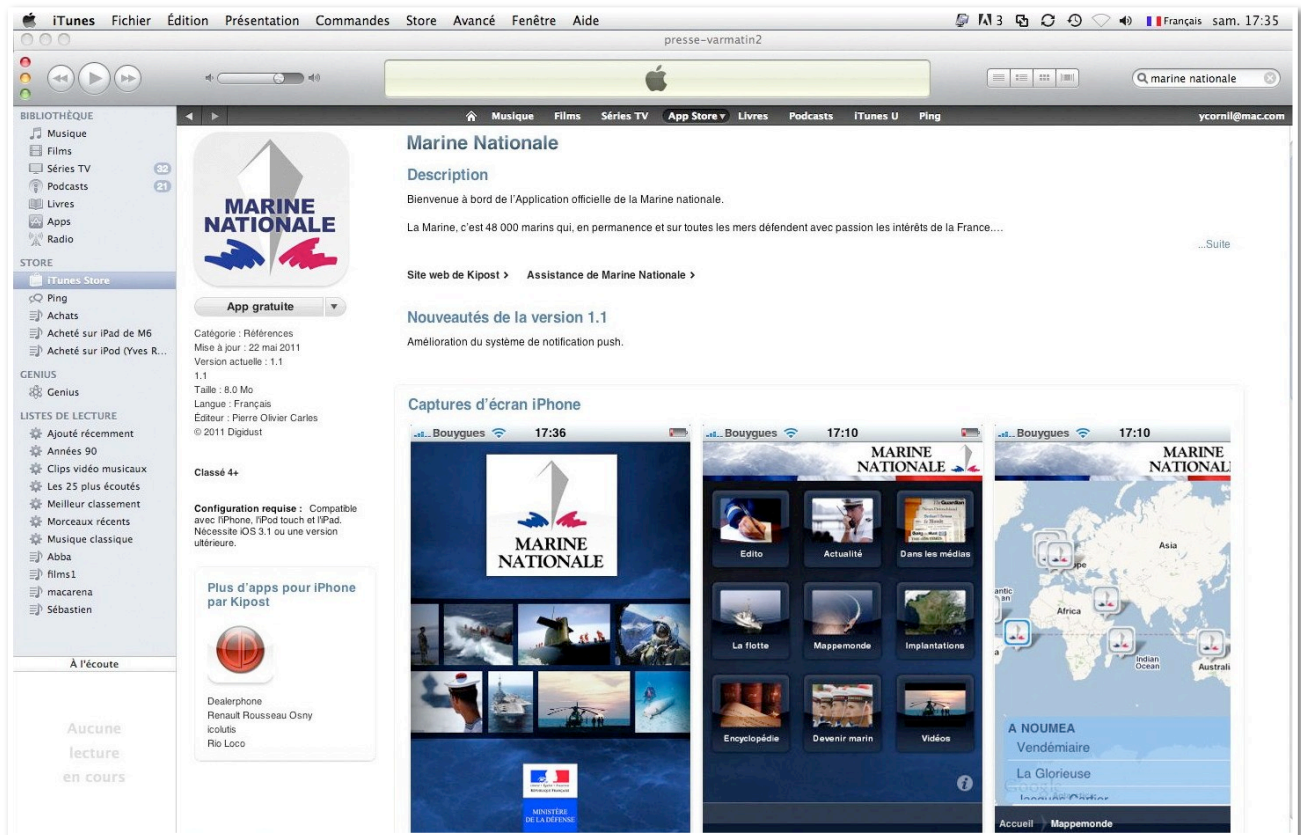 iTunes Fichier Édition Présentation Commandes Store Avancé Fenêtre Aide
3 Français sam. 17:35
presse-varmatin2
marine nationale
Musique Films Séries TV App Store Livres Podcasts iTunes U Ping
ycornil@mac.com
BIBLIOTHÈQUE
Musique
Films
Séries TV 32
Podcasts 21
Livres
Apps
Radio
STORE
iTunes Store
Ping
Achats
Acheté sur iPad de M6
Acheté sur iPod (Yves R...
GENIUS
Genius
LISTES DE LECTURE
Ajouté récemment
Années 90
Clips vidéo musicaux
Les 25 plus écoutés
Meilleur classement
Morceaux récents
Musique classique
Abba
films1
macarena
Sébastien
À l'écoute
Aucune
lecture
en cours
MARINE
NATIONALE
App gratuite
Catégorie : Références
Mise à jour : 22 mai 2011
Version actuelle : 1.1
1.1
Taille : 8.0 Mo
Langue : Français
Éditeur : Pierre Olivier Carles
© 2011 Digidust
Classé 4+
Configuration requise : Compatible
avec l'iPhone, l'iPod touch et l'iPad.
Nécessite iOS 3.1 ou une version
ultérieure.
Plus d'apps pour iPhone
par Kipost
Dealerphone
Renault Rousseau Osny
icolutis
Rio Loco
Marine Nationale
Description
Bienvenue à bord de l'Application officielle de la Marine nationale.
La Marine, c'est 48 000 marins qui, en permanence et sur toutes les mers défendent avec passion les intérêts de la France....
...Suite
Site web de Kipost Assistance de Marine Nationale
Nouveautés de la version 1.1
Amélioration du système de notification push.
Captures d'écran iPhone
Bouygues 17:36
MARINE
NATIONALE
MINISTÈRE
DE LA DÉFENSE
Bouygues 17:10
MARINE
NATIONALE
Edito Actualité Dans les médias
La flotte Mappemonde Implantations
Encyclopédie Devenir marin Vidéos
Bouygues 17:10
MARINE
NATIONAL
Asia
Africa
Indian
Ocean
Australi
A NOUMEA
Vendémiaire
La Glorieuse
Jacques Cartier
Google
Accueil Mappemonde